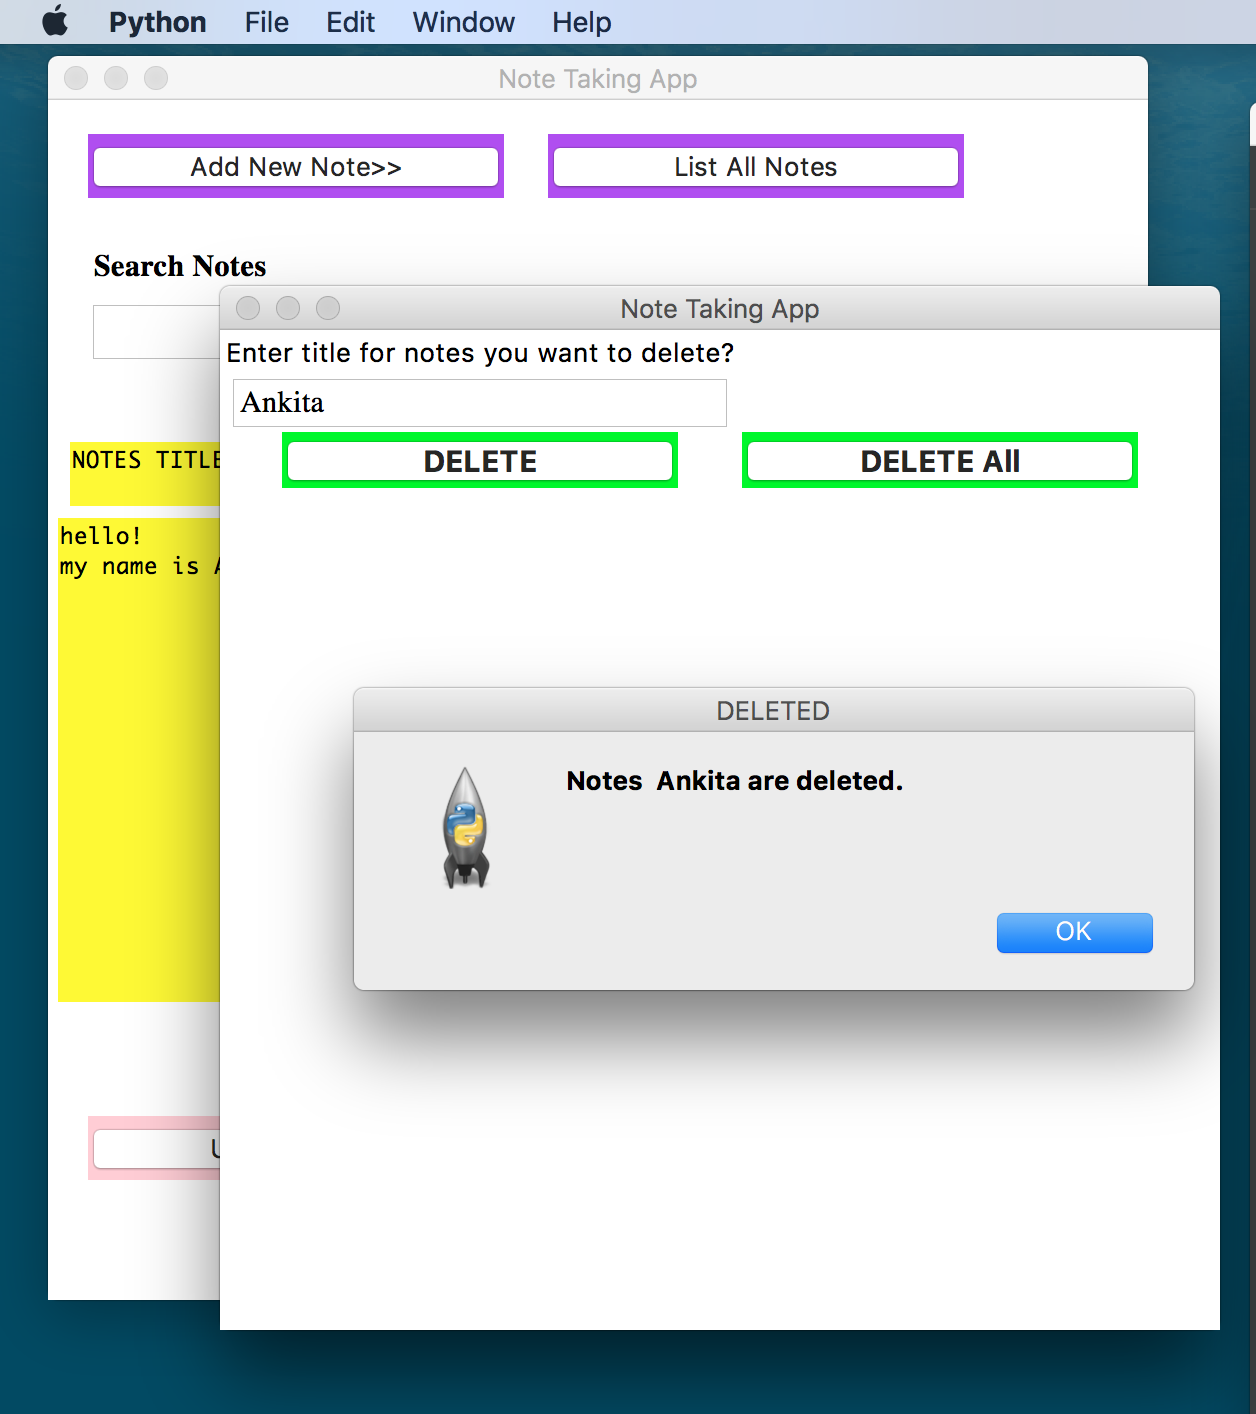 Python File Edit Window Help
Note Taking App
Add New Note>> List All Notes
Search Notes
Note Taking App
Enter title for notes you want to delete?
Ankita
DELETE DELETE All
NOTES TITLE
hello!
my name is
DELETED
Notes  Ankita are deleted.
OK